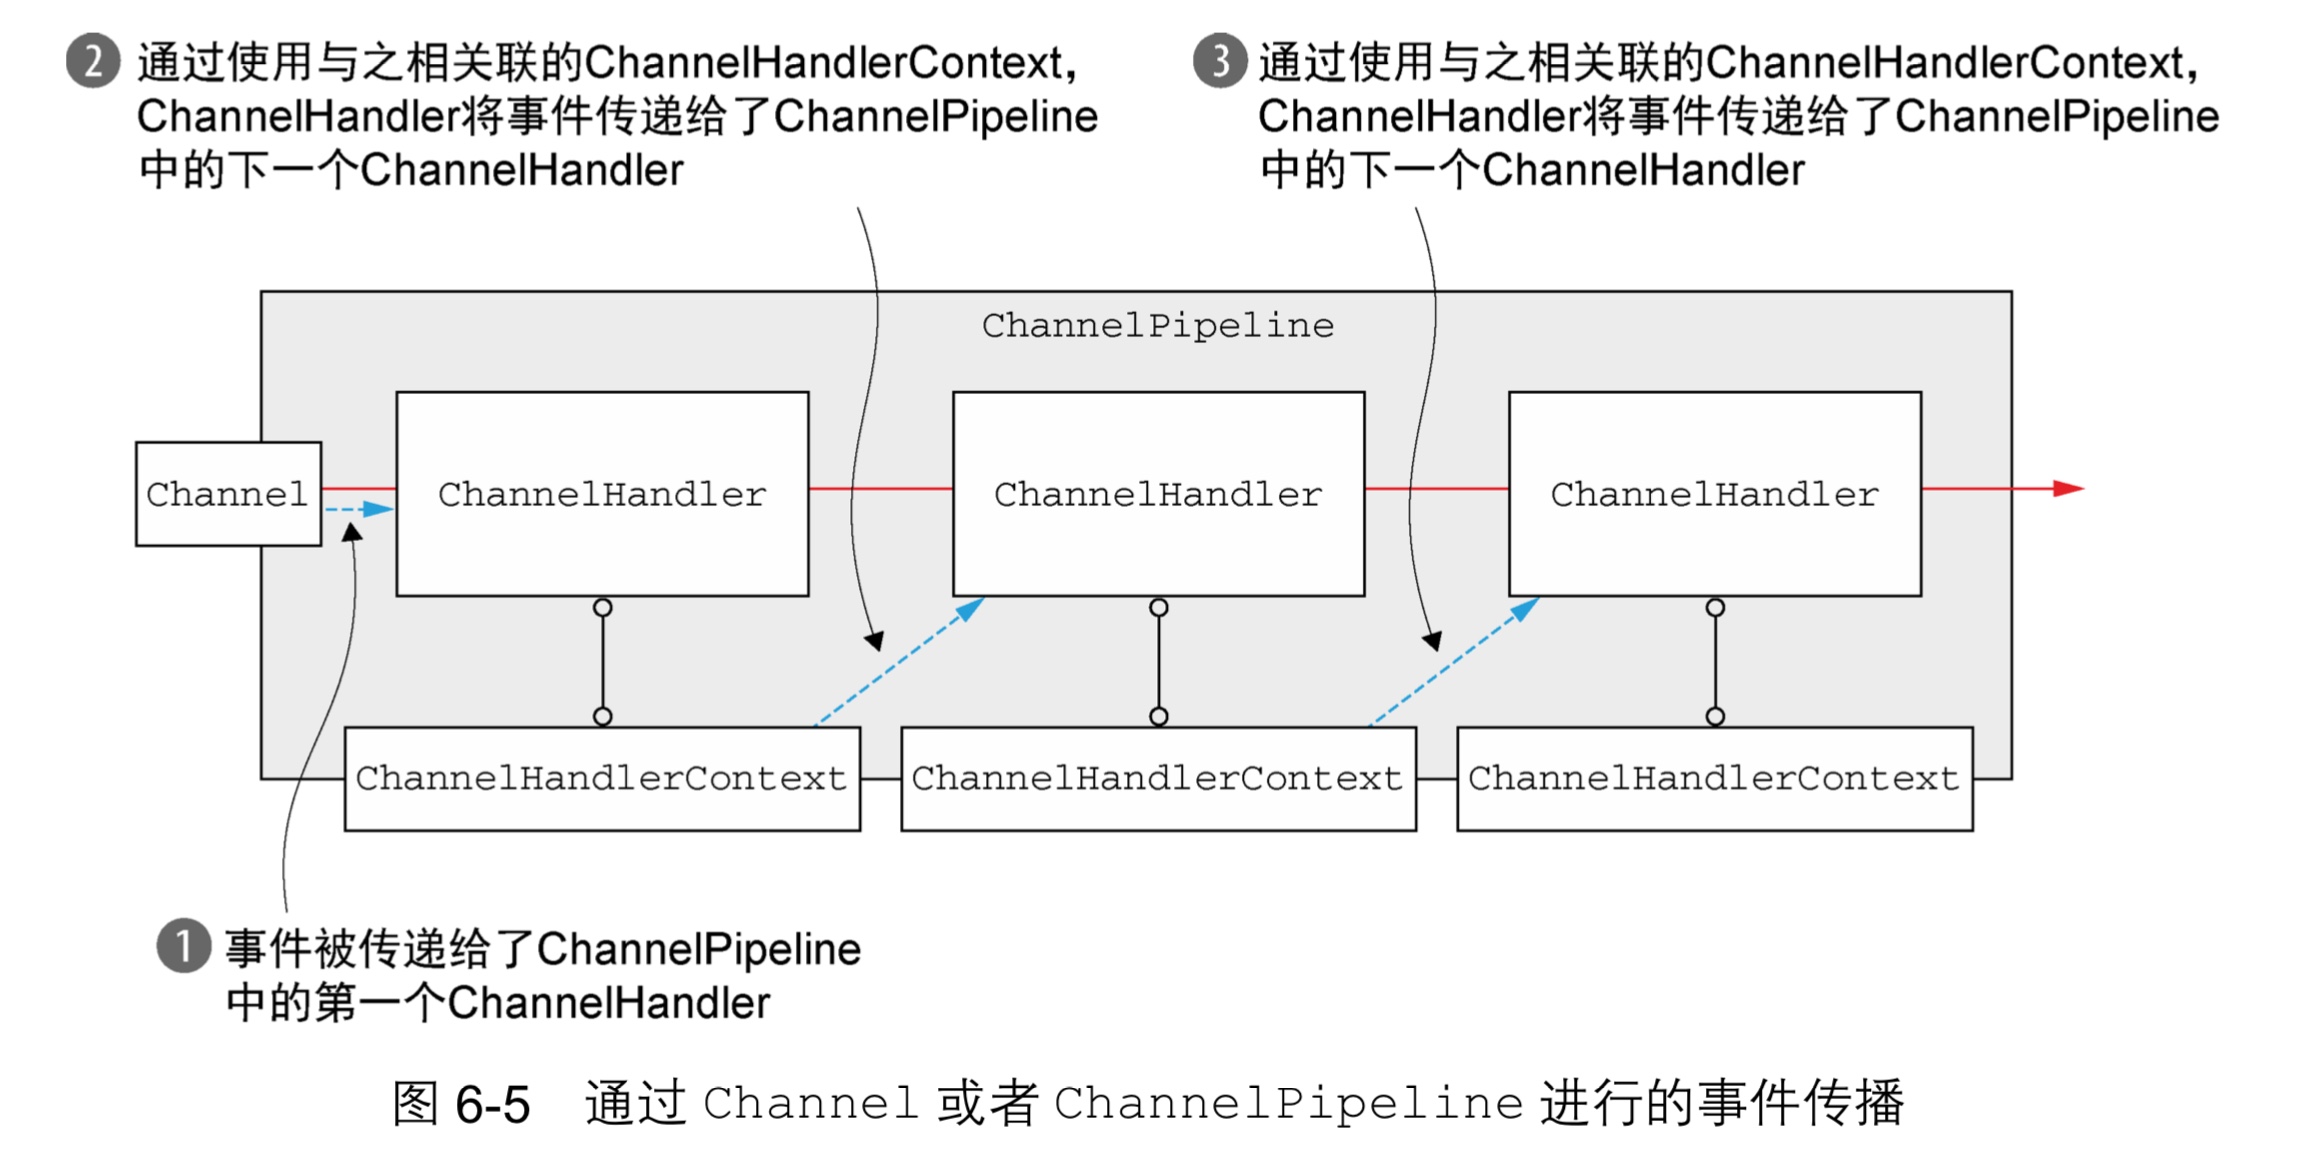 2 通过使用与之相关联的ChannelHandlerContext,
ChannelHandler将事件传递给了ChannelPipeline
中的下一个ChannelHandler
3 通过使用与之相关联的ChannelHandlerContext,
ChannelHandler将事件传递给了ChannelPipeline
中的下一个ChannelHandler
ChannelPipeline
Channel
ChannelHandler
ChannelHandler
ChannelHandler
ChannelHandlerContext
ChannelHandlerContext
ChannelHandlerContext
1 事件被传递给了ChannelPipeline
中的第一个ChannelHandler
图 6-5 通过 Channel 或者 ChannelPipeline 进行的事件传播